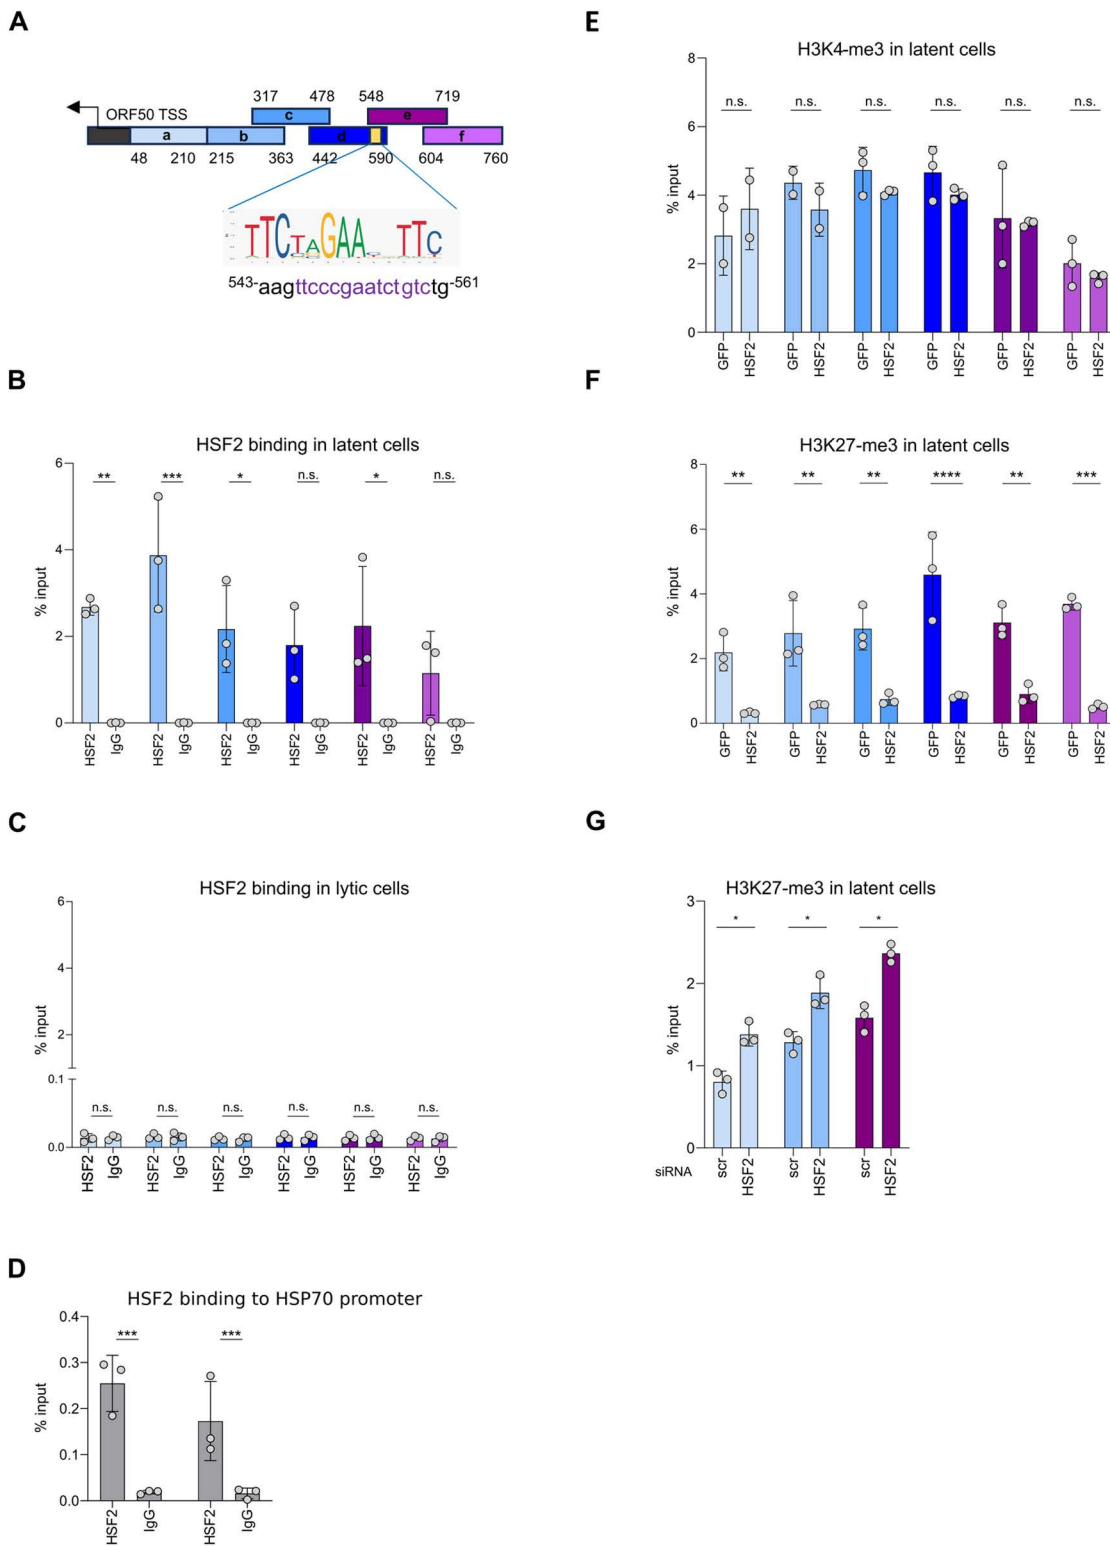 A
317 478 548 719
ORF50 TSS
c e
a b d f
48 210 215 363 442 590 604 760
TTCTAGAA TTC
543-aagttcccgaatctgtctg-561
B
HSF2 binding in latent cells
% input
6
4
2
0
** *** * n.s. * n.s.
HSF2 IgG HSF2 IgG HSF2 IgG HSF2 IgG HSF2 IgG HSF2 IgG
C
HSF2 binding in lytic cells
% input
6
4
2
0.1
0.0
n.s. n.s. n.s. n.s. n.s. n.s.
HSF2 IgG HSF2 IgG HSF2 IgG HSF2 IgG HSF2 IgG HSF2 IgG
D
HSF2 binding to HSP70 promoter
% input
0.4
0.3
0.2
0.1
0.0
*** ***
HSF2 IgG HSF2 IgG
E
H3K4-me3 in latent cells
% input
8
6
4
2
0
n.s. n.s. n.s. n.s. n.s. n.s.
GFP HSF2 GFP HSF2 GFP HSF2 GFP HSF2 GFP HSF2 GFP HSF2
F
H3K27-me3 in latent cells
% input
8
6
4
2
0
** ** ** **** ** ***
GFP HSF2 GFP HSF2 GFP HSF2 GFP HSF2 GFP HSF2 GFP HSF2
G
H3K27-me3 in latent cells
% input
3
2
1
0
* * *
siRNA scr HSF2 scr HSF2 scr HSF2